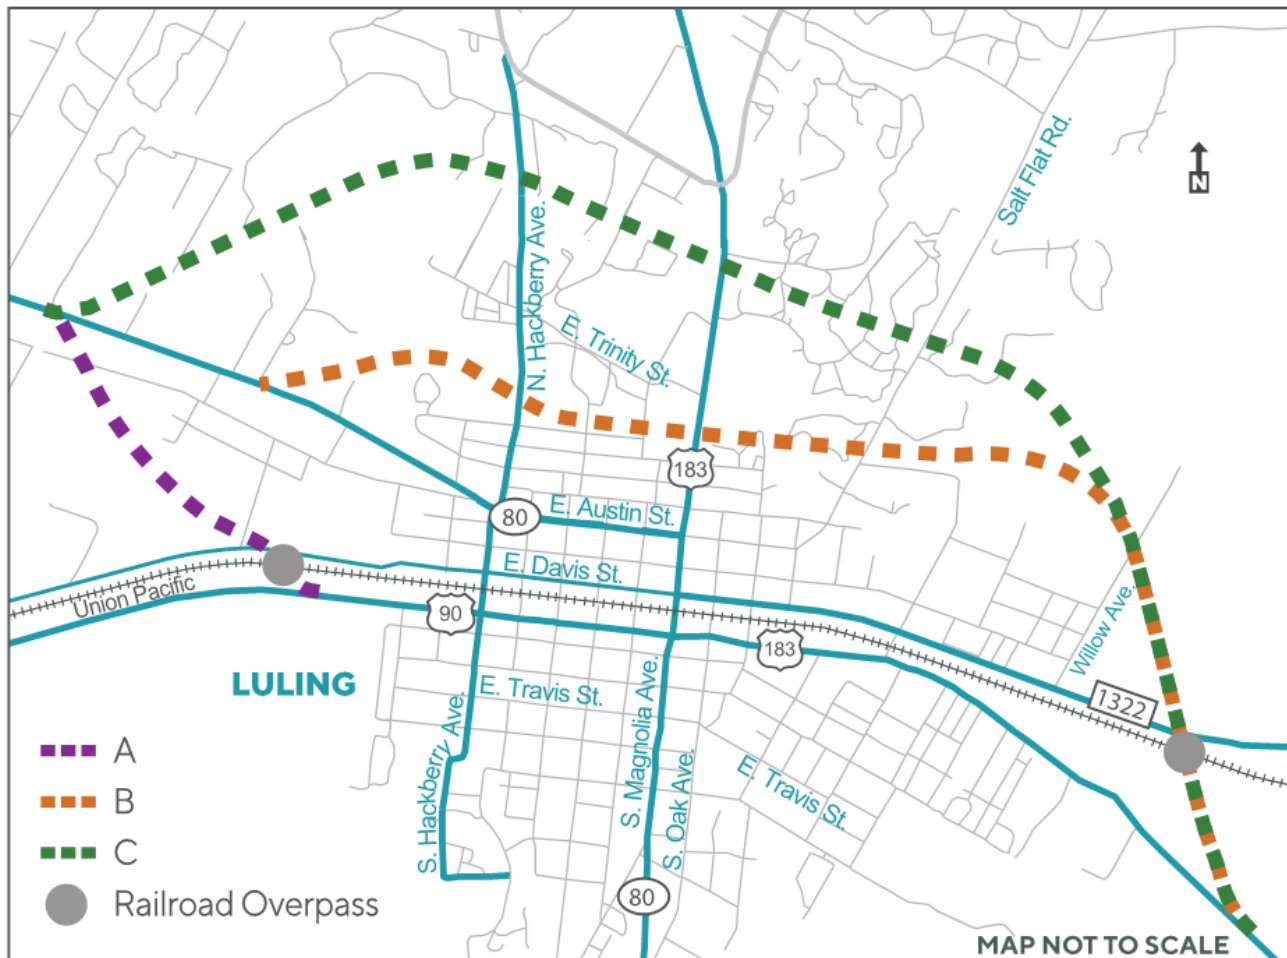 Salt Flat Rd.
N
N. Hackberry Ave.
E. Trinity St.
183
80
E. Austin St.
E. Davis St.
Union Pacific
90
183
Willow Ave.
1322
LULING
E. Travis St.
S. Hackberry Ave.
S. Magnolia Ave.
S. Oak Ave.
E. Travis St.
80
A
B
C
Railroad Overpass
MAP NOT TO SCALE